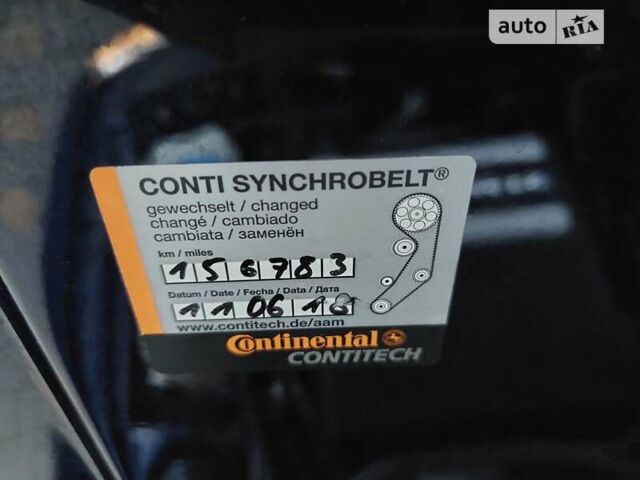 auto RIA
CONTI SYNCHROBELT®
gewechselt / changed
changé / cambiado
cambiata / заменён
km / miles
156783
Datum / Date / Fecha / Data / Дата
110618
www.contitech.de/aam
Continental
CONTITECH